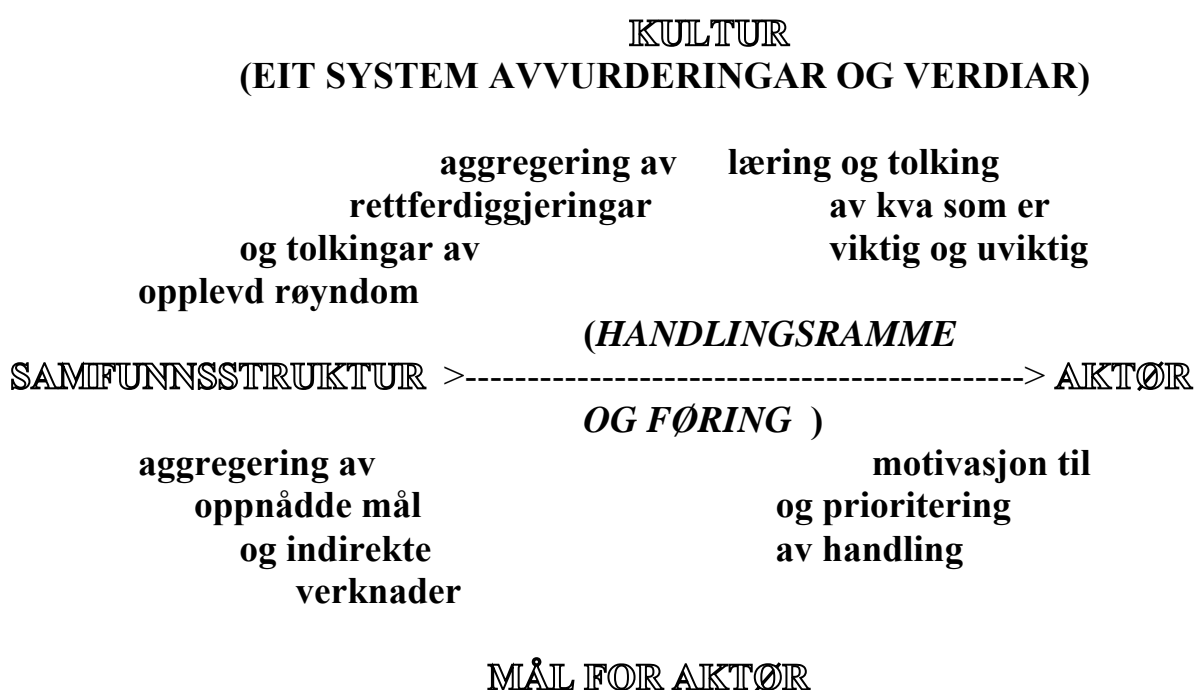 KULTUR
(EIT SYSTEM AVVURDERINGAR OG VERDIAR)
aggregering av læring og tolking
rettferdiggjeringar av kva som er
og tolkingar av viktig og uviktig
opplevd røyndom
(HANDLINGSRAMME
SAMFUNNSSTRUKTUR >---------------------------------------------> AKTØR
OG FØRING )
aggregering av motivasjon til
oppnådde mål og prioritering
og indirekte av handling
verknader
MÅL FOR AKTØR